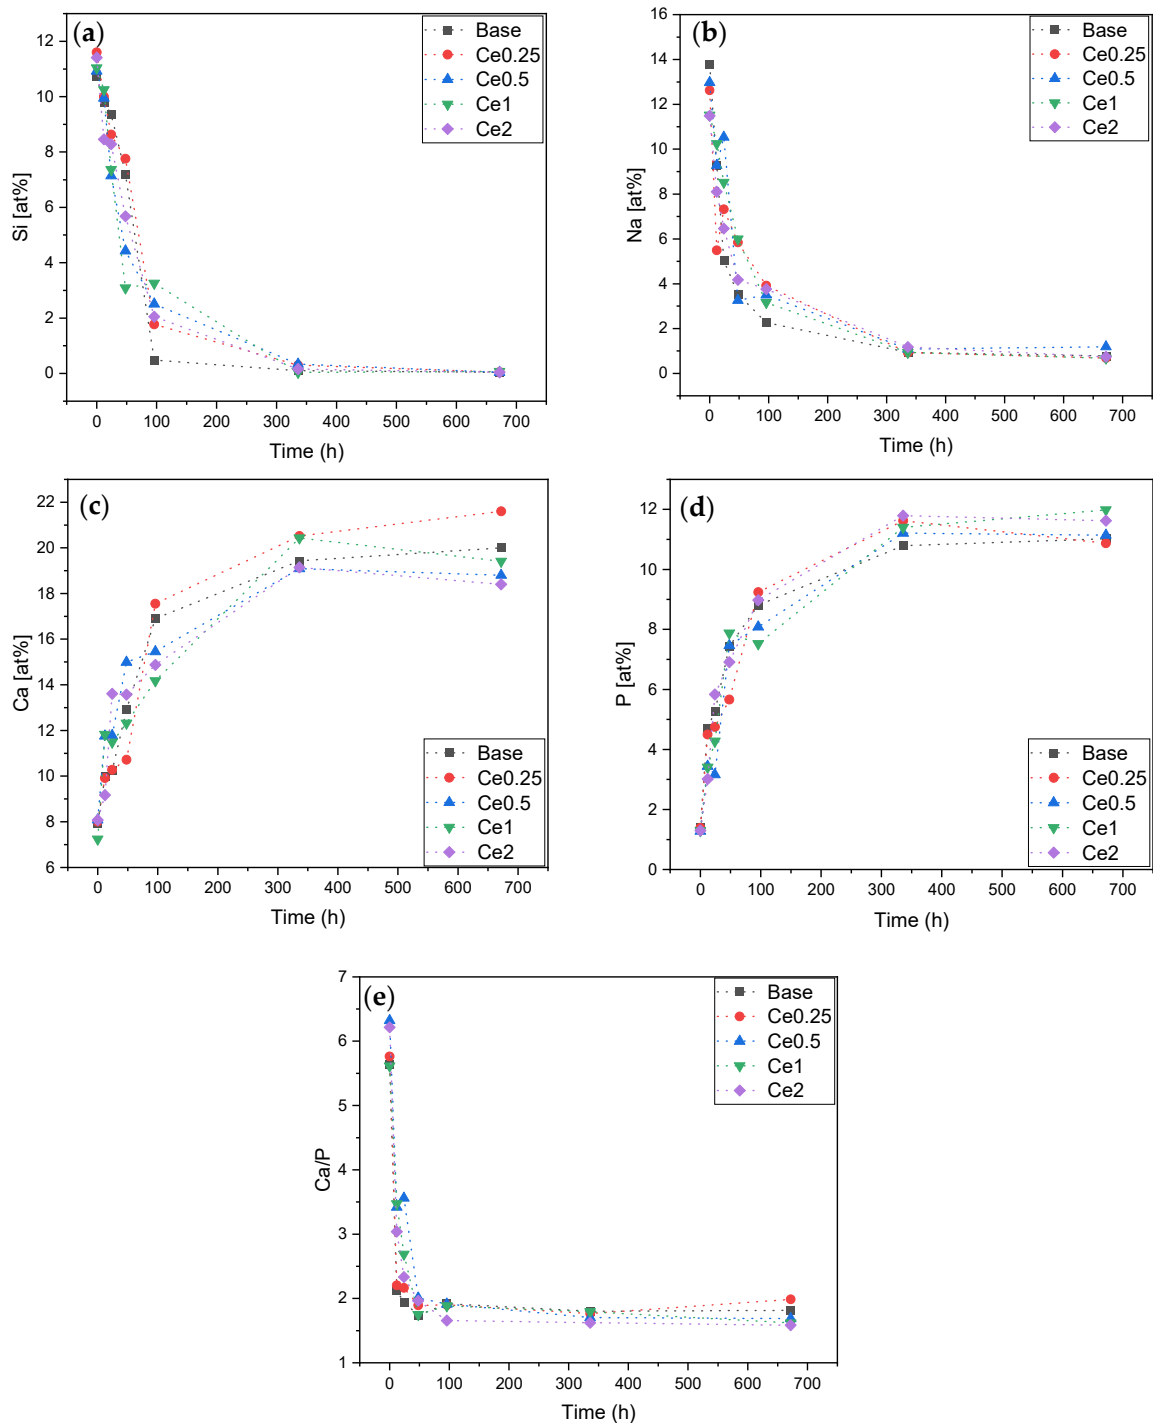 (a)
Base
Ce0.25
Ce0.5
Ce1
Ce2
12
10
8
6
4
2
0
Si [at%]
0 100 200 300 400 500 600 700
Time (h)
(b)
Base
Ce0.25
Ce0.5
Ce1
Ce2
16
14
12
10
8
6
4
2
0
Na [at%]
0 100 200 300 400 500 600 700
Time (h)
(c)
22
20
18
16
14
12
10
8
6
Ca [at%]
Base
Ce0.25
Ce0.5
Ce1
Ce2
0 100 200 300 400 500 600 700
Time (h)
(d)
12
10
8
6
4
2
0
P [at%]
Base
Ce0.25
Ce0.5
Ce1
Ce2
0 100 200 300 400 500 600 700
Time (h)
(e)
Base
Ce0.25
Ce0.5
Ce1
Ce2
7
6
5
4
3
2
1
Ca/P
0 100 200 300 400 500 600 700
Time (h)